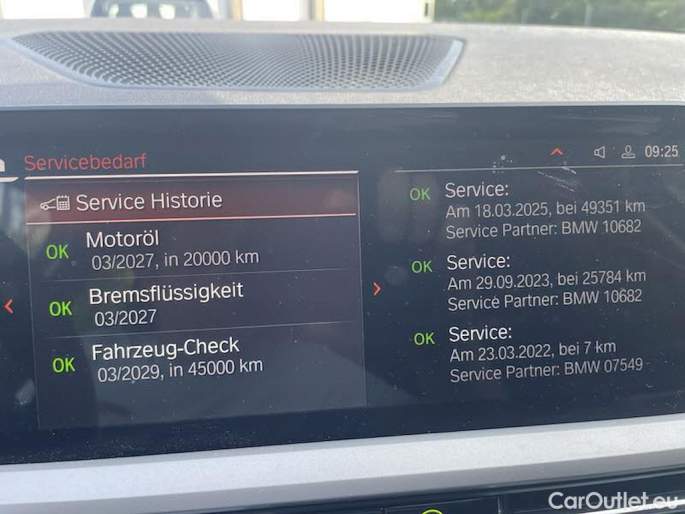 Servicebedarf
09:25
Service Historie
OK Motoröl
03/2027, in 20000 km
OK Bremsflüssigkeit
03/2027
OK Fahrzeug-Check
03/2029, in 45000 km
OK Service:
Am 18.03.2025, bei 49351 km
Service Partner: BMW 10682
OK Service:
Am 29.09.2023, bei 25784 km
Service Partner: BMW 10682
OK Service:
Am 23.03.2022, bei 7 km
Service Partner: BMW 07549
CarOutlet.eu